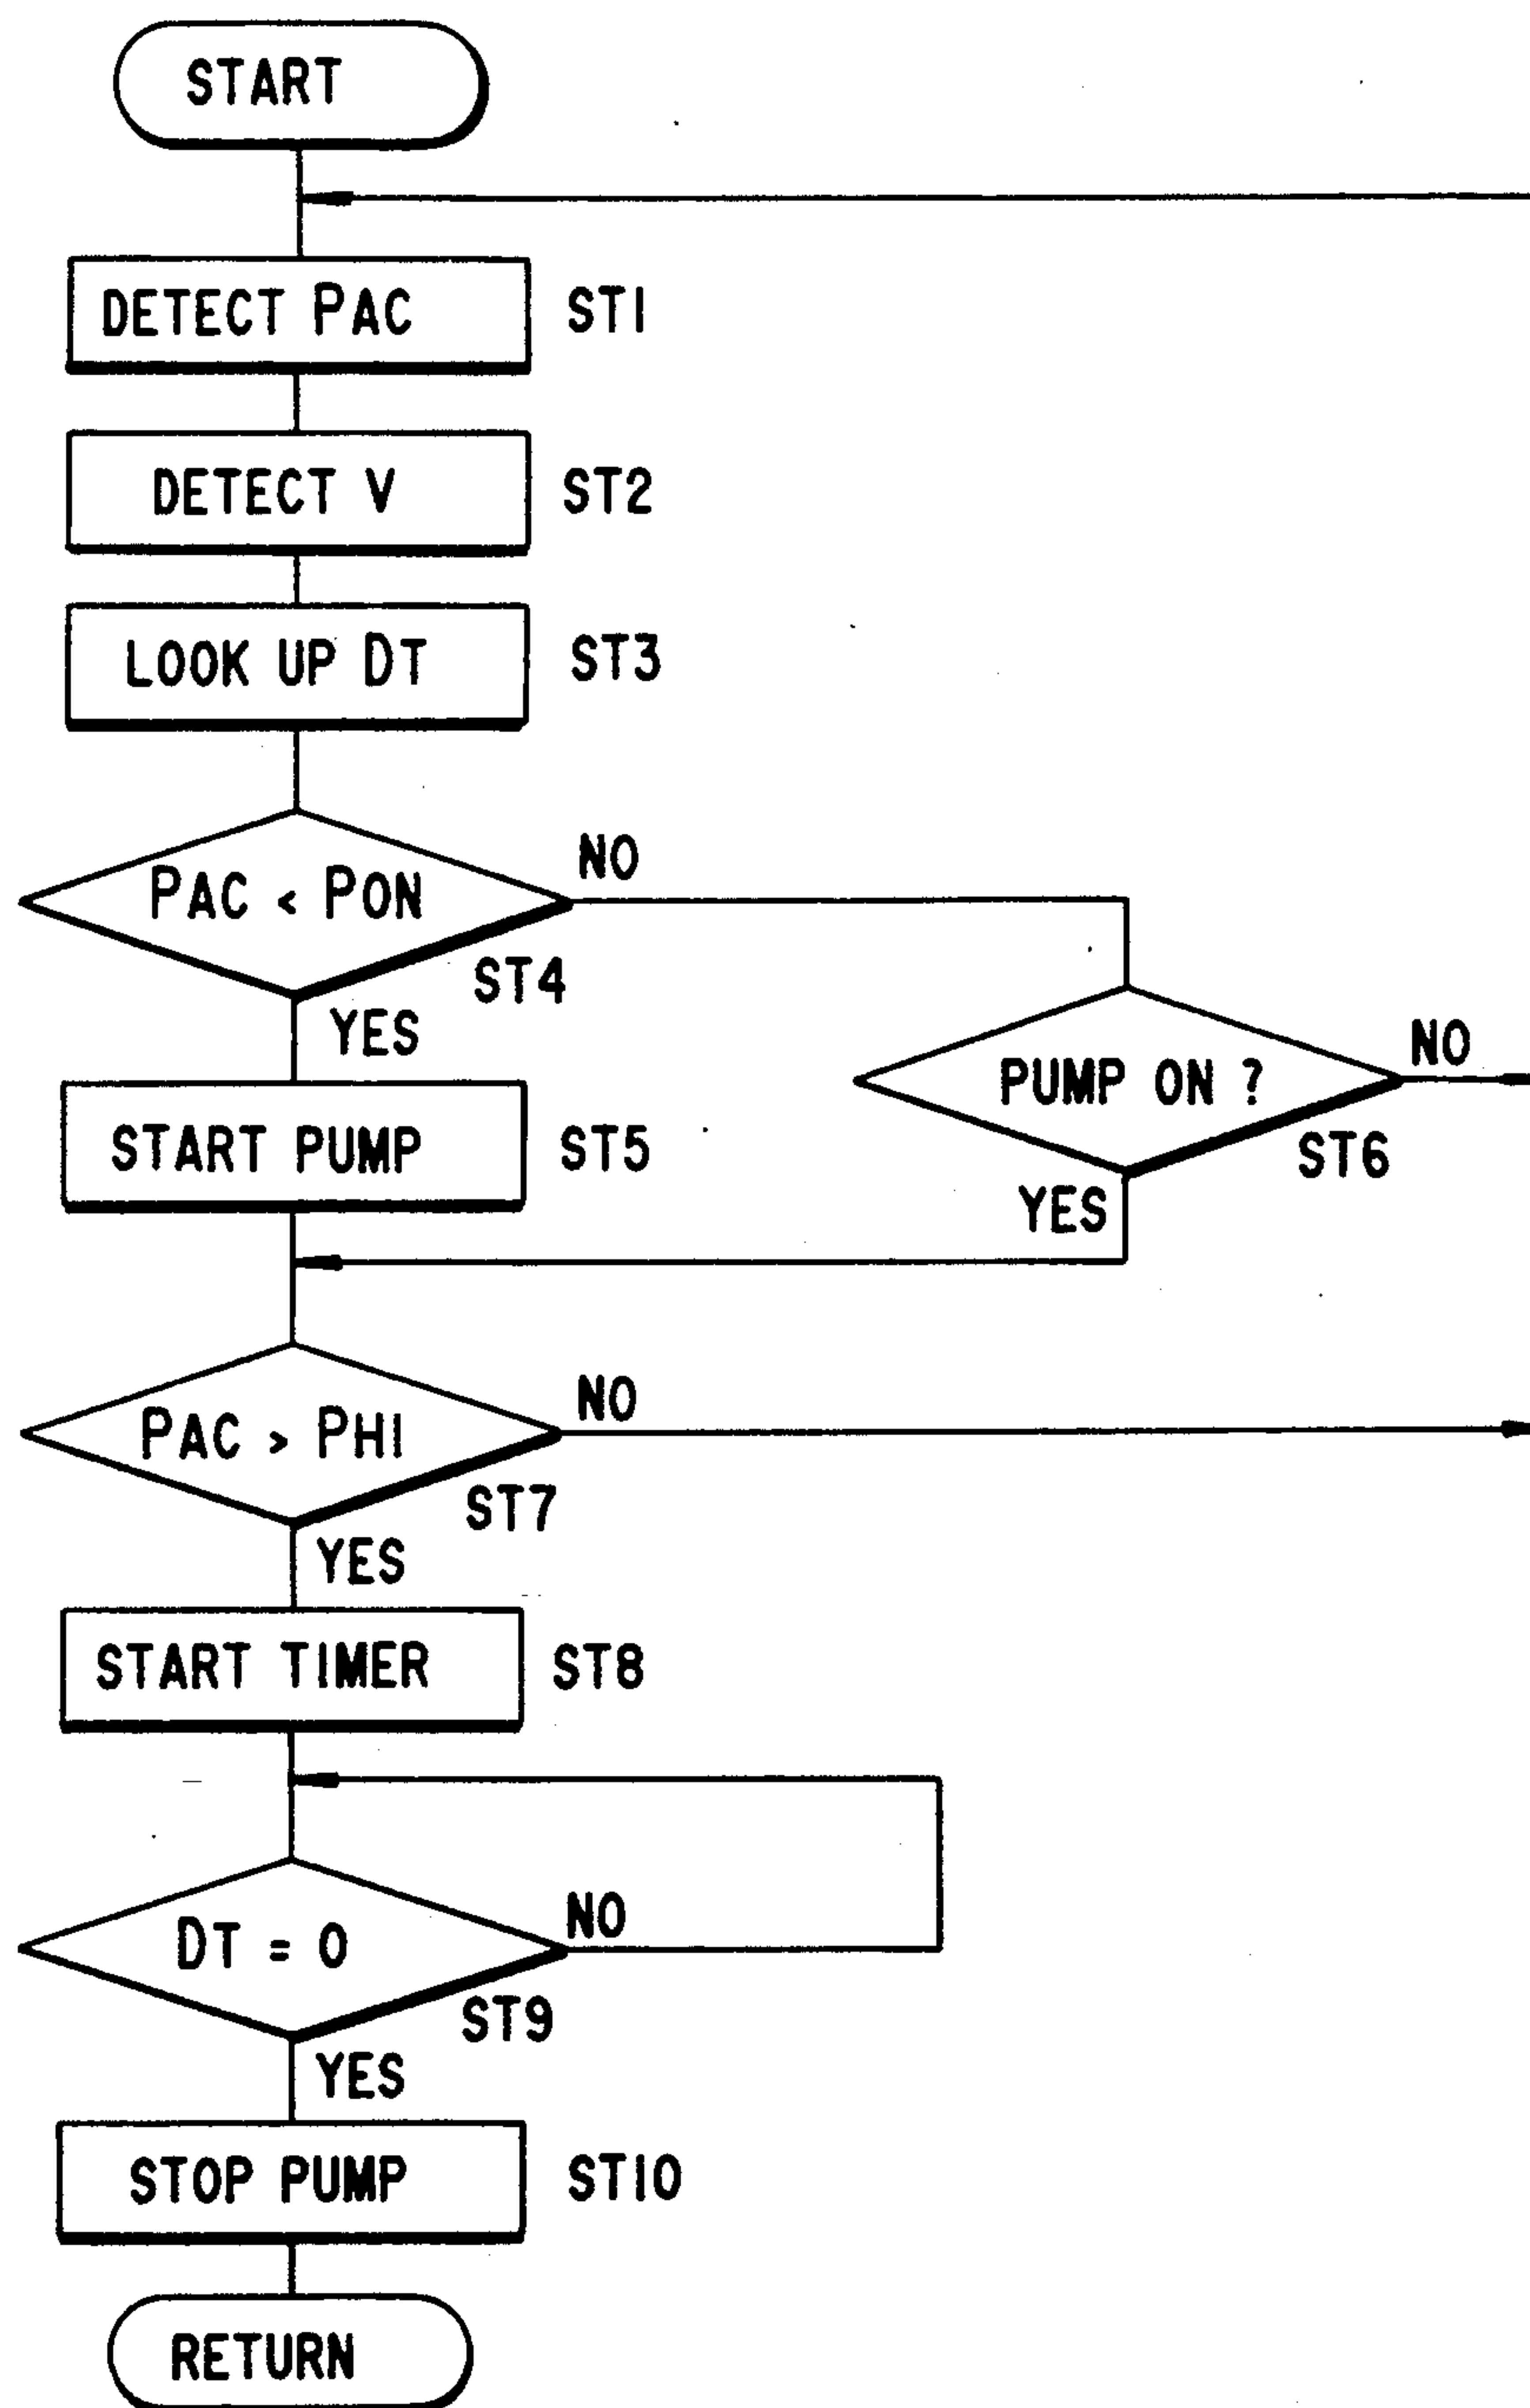 START
DETECT PAC ST1
DETECT V ST2
LOOK UP DT ST3
PAC < PON
NO
ST4
YES
PUMP ON ?
NO
ST6
YES
START PUMP ST5
PAC > PHI
NO
ST7
YES
START TIMER ST8
DT = 0
NO
ST9
YES
STOP PUMP ST10
RETURN